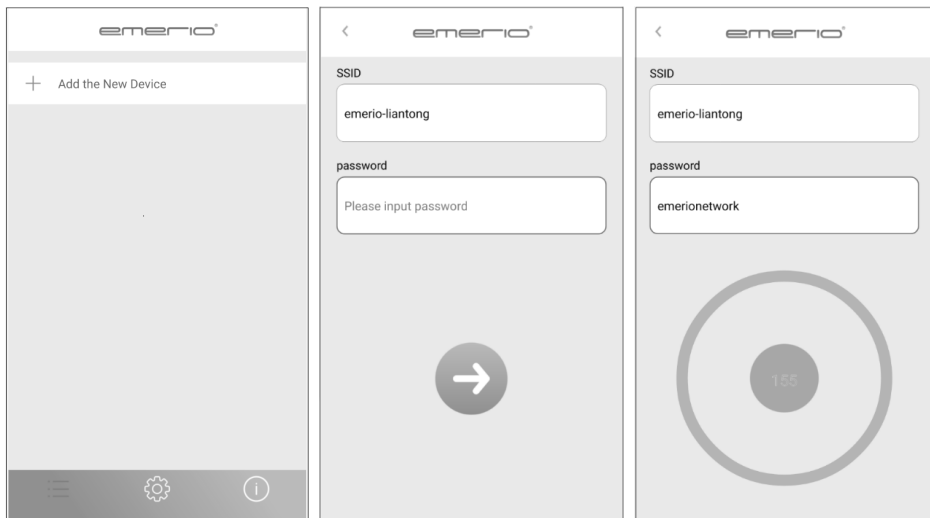 emerio
Add the New Device
emerio
SSID
emerio-liantong
password
Please input password
emerio
SSID
emerio-liantong
password
emerionetwork
155